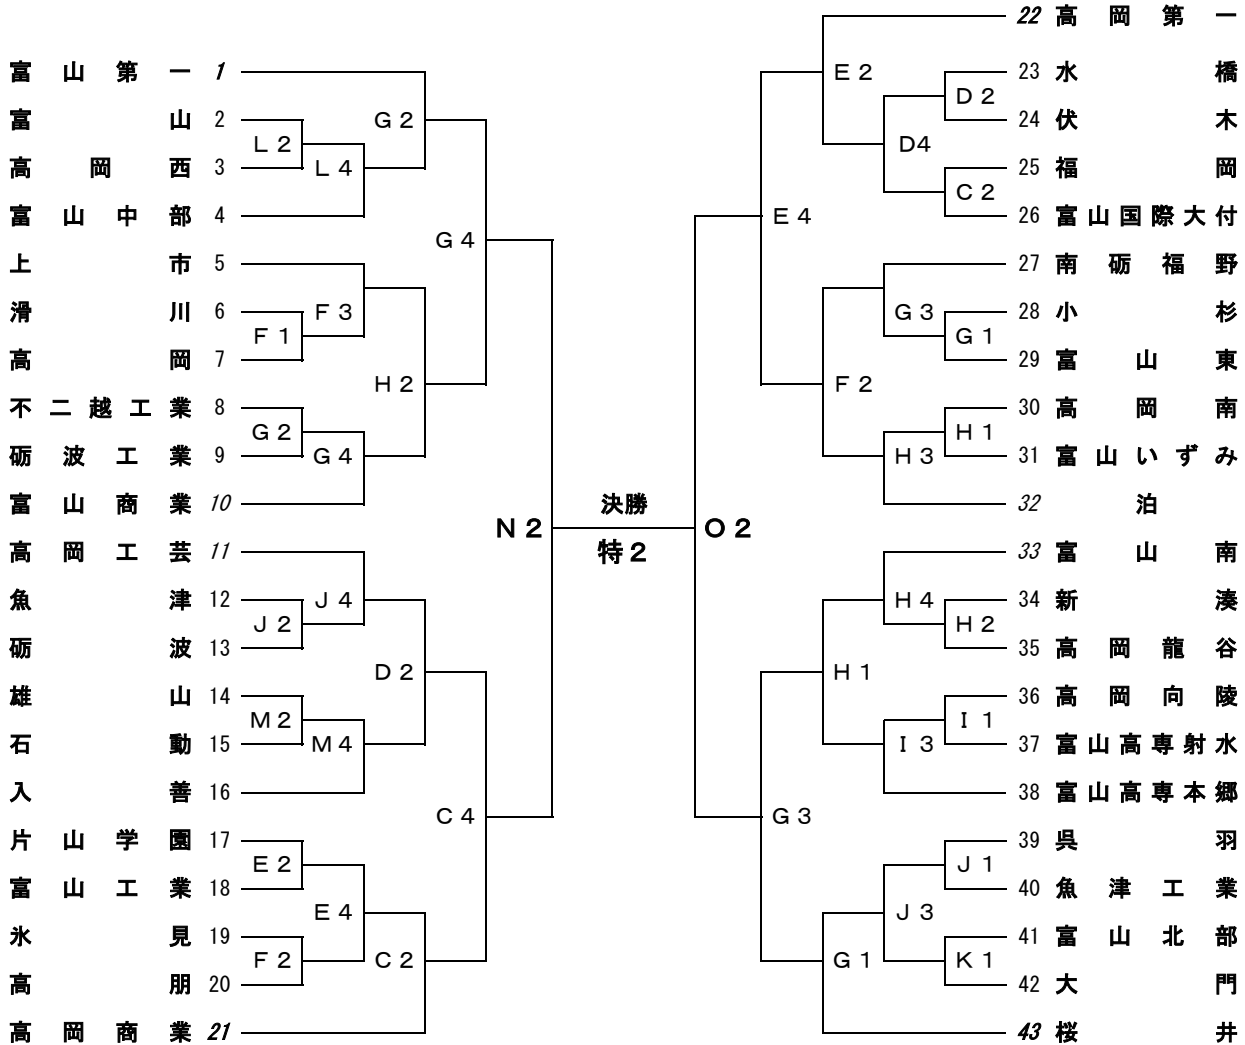 富山第一 1
富山 2
高岡西 3
富山中部 4
上市 5
滑川 6
高岡 7
不二越工業 8
砺波工業 9
富山商業 10
高岡工芸 11
魚津 12
砺波 13
雄山 14
石動 15
入善 16
片山学園 17
富山工業 18
氷見 19
高朋 20
高岡商業 21
L2
F1
G2
J2
M2
E2
F2
L4
F3
G4
J4
M4
E4
G2
H2
D2
C2
G4
C4
N2
決勝
特2
O2
E4
G3
E2
F2
H1
G1
D4
G3
H3
H4
I3
J3
D2
C2
G1
H1
H2
I1
J1
K1
22 高岡第一
23 水橋
24 伏木
25 福岡
26 富山国際大付
27 南砺福野
28 小杉
29 富山東
30 高岡南
31 富山いずみ
32 泊
33 富山南
34 新湊
35 高岡龍谷
36 高岡向陵
37 富山高専射水
38 富山高専本郷
39 呉羽
40 魚津工業
41 富山北部
42 大門
43 桜井